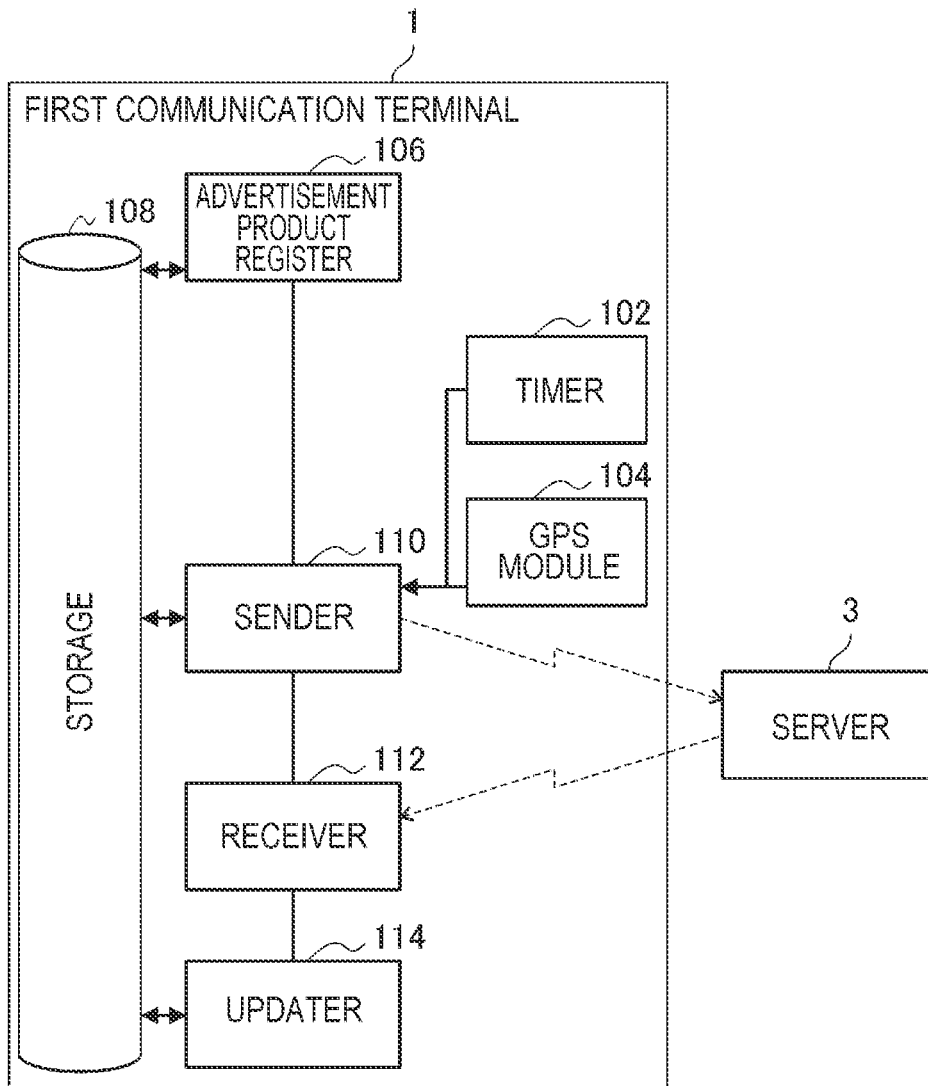 1
FIRST COMMUNICATION TERMINAL
106
ADVERTISEMENT
PRODUCT
REGISTER
108
102
TIMER
104
GPS
MODULE
110
SENDER
3
SERVER
STORAGE
112
RECEIVER
114
UPDATER